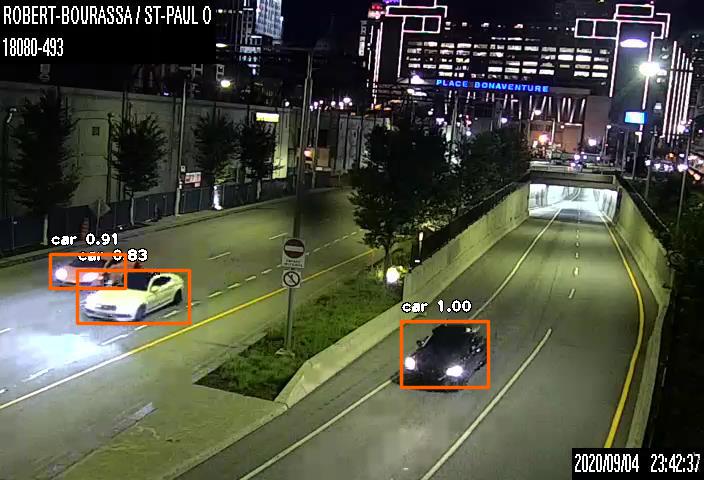 ROBERT-BOURASSA / ST-PAUL O
18080-493
PLACE BONAVENTURE
car 0.91
car 0.83
car 1.00
2020/09/04 23:42:37